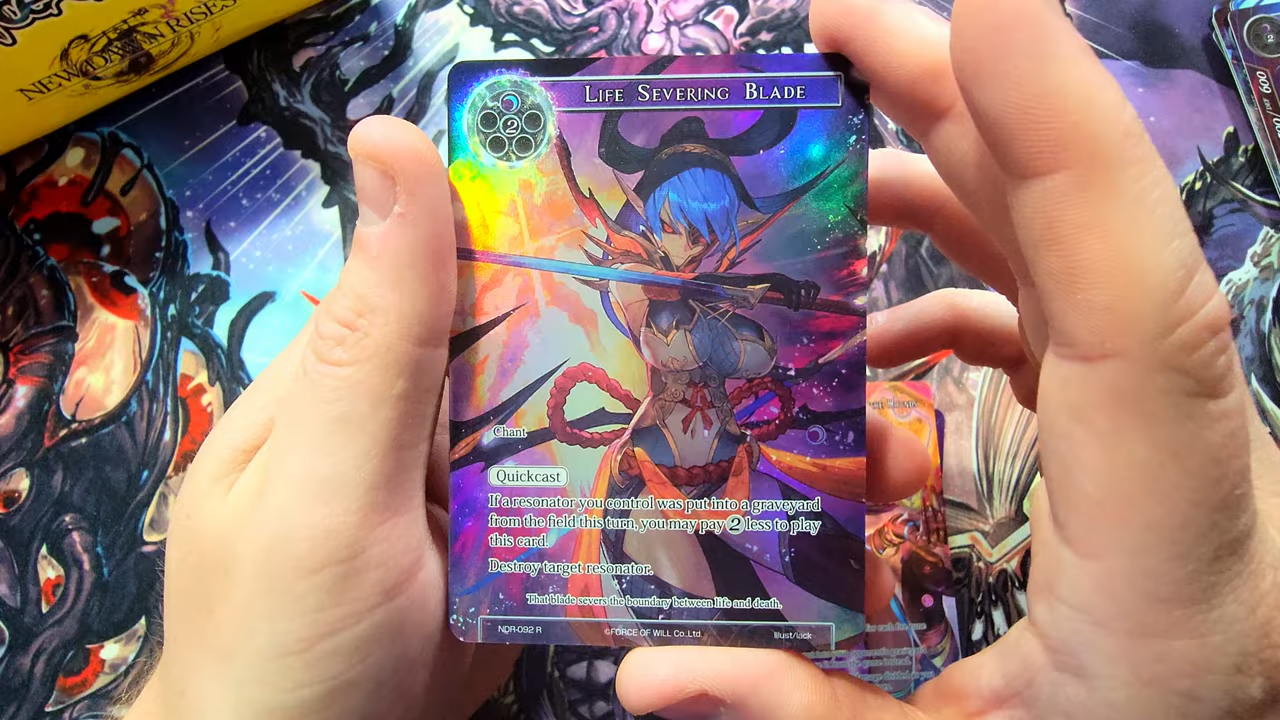 NEW DAWN RISES
LIFE SEVERING BLADE
2
2
DEF 600
Chant
Quickcast
If a resonator you control was put into a graveyard
from the field this turn, you may pay 2 less to play
this card.
Destroy target resonator.
That blade severs the boundary between life and death.
NDR-092 R
©FORCE OF WILL Co.,Ltd.
Illust/lack